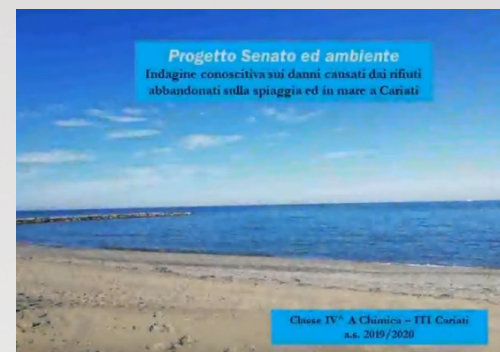 Progetto Senato ed ambiente
Indagine conoscitiva sui danni causati dai rifiuti
abbandonati sulla spiaggia ed in mare a Cariati
Classe IV^ A Chimica – ITI Cariati
a.s. 2019/2020